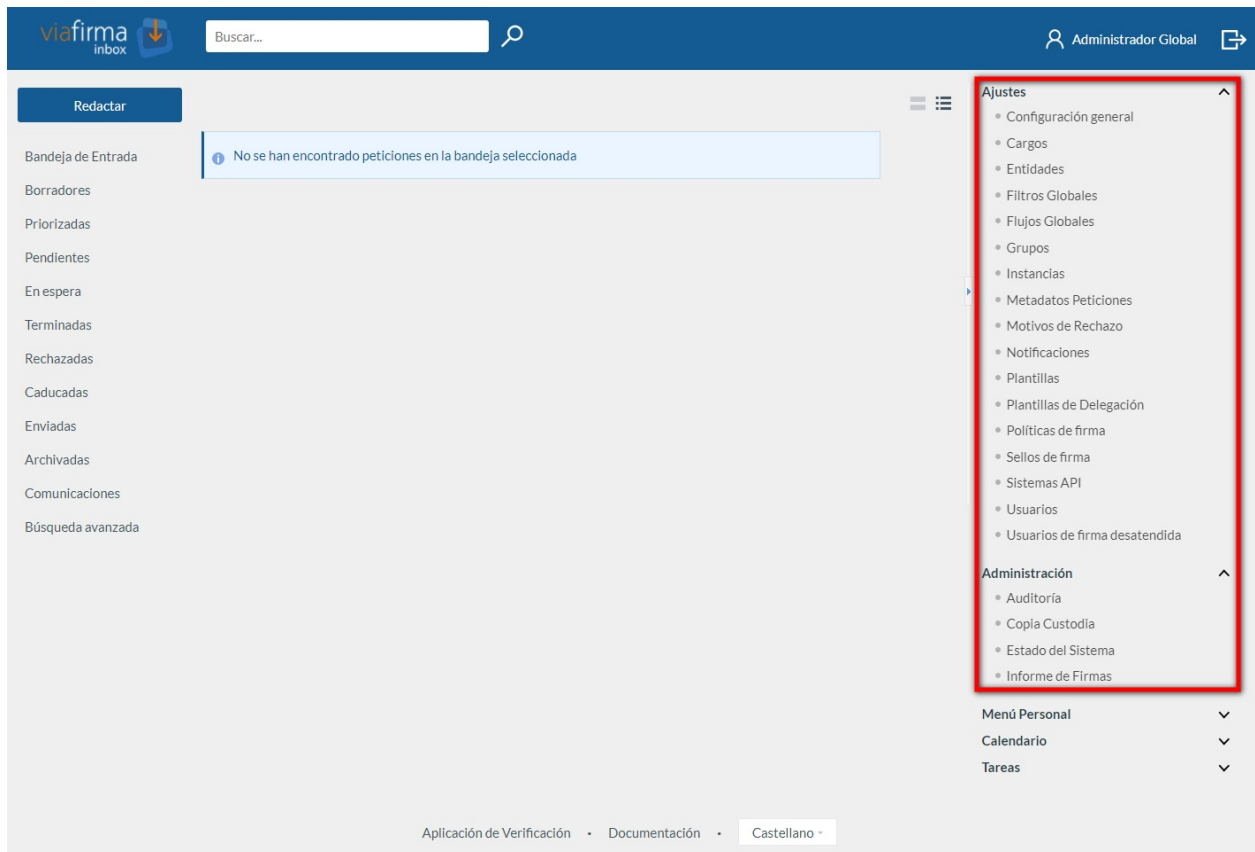 viafirma
inbox
Buscar...
Administrador Global
Redactar
Bandeja de Entrada
Borradores
Priorizadas
Pendientes
En espera
Terminadas
Rechazadas
Caducadas
Enviadas
Archivadas
Comunicaciones
Búsqueda avanzada
No se han encontrado peticiones en la bandeja seleccionada
Ajustes
Configuración general
Cargos
Entidades
Filtros Globales
Flujos Globales
Grupos
Instancias
Metadatos Peticiones
Motivos de Rechazo
Notificaciones
Plantillas
Plantillas de Delegación
Políticas de firma
Sellos de firma
Sistemas API
Usuarios
Usuarios de firma desatendida
Administración
Auditoría
Copia Custodia
Estado del Sistema
Informe de Firmas
Menú Personal
Calendario
Tareas
Aplicación de Verificación • Documentación • Castellano